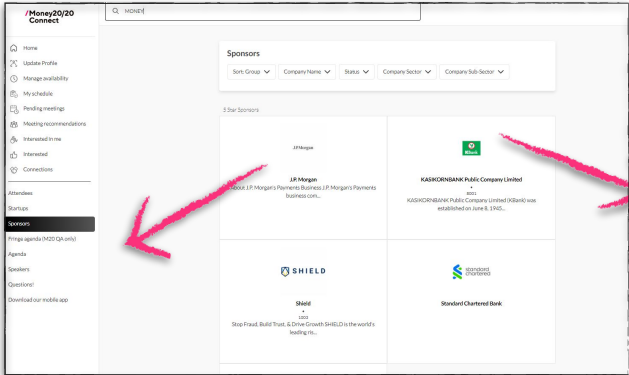 /Money20/20
Connect
MONEY
Home
Update Profile
Manage availability
My schedule
Pending meetings
Meeting recommendations
Interested in me
Interested
Connections
Attendees
Startups
Sponsors
Fringe agenda (M20 QA only)
Agenda
Speakers
Questions!
Download our mobile app
Sponsors
Sort: Group
Company Name
Status
Company Sector
Company Sub-Sector
5 Star Sponsors
J.P.Morgan
J.P. Morgan
About J.P. Morgan's Payments Business J.P. Morgan's Payments
business com...
KBank
KASIKORNBANK Public Company Limited
•
8001
KASIKORNBANK Public Company Limited (KBank) was
established on June 8, 1945...
SHIELD
Shield
•
1003
Stop Fraud. Build Trust. & Drive Growth SHIELD is the world's
leading ris...
standard
chartered
Standard Chartered Bank